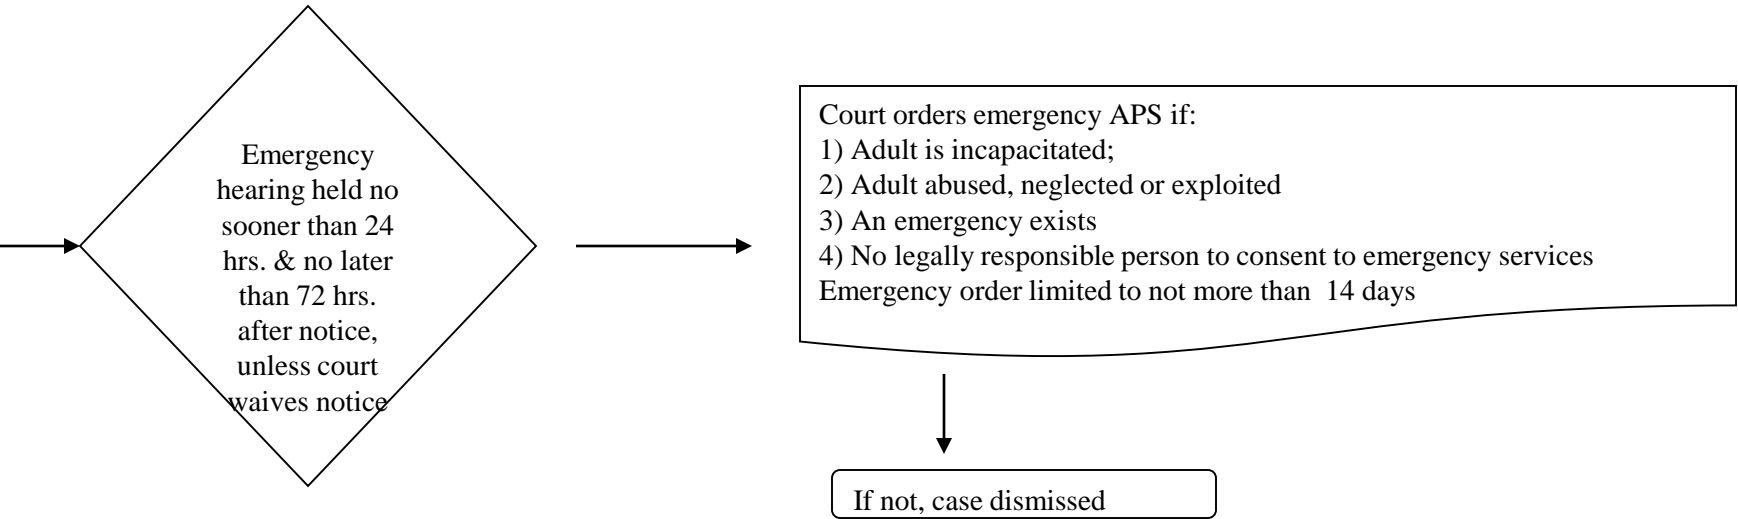 Emergency
hearing held no
sooner than 24
hrs. & no later
than 72 hrs.
after notice,
unless court
waives notice
Court orders emergency APS if:
1) Adult is incapacitated;
2) Adult abused, neglected or exploited
3) An emergency exists
4) No legally responsible person to consent to emergency services
Emergency order limited to not more than  14 days
If not, case dismissed